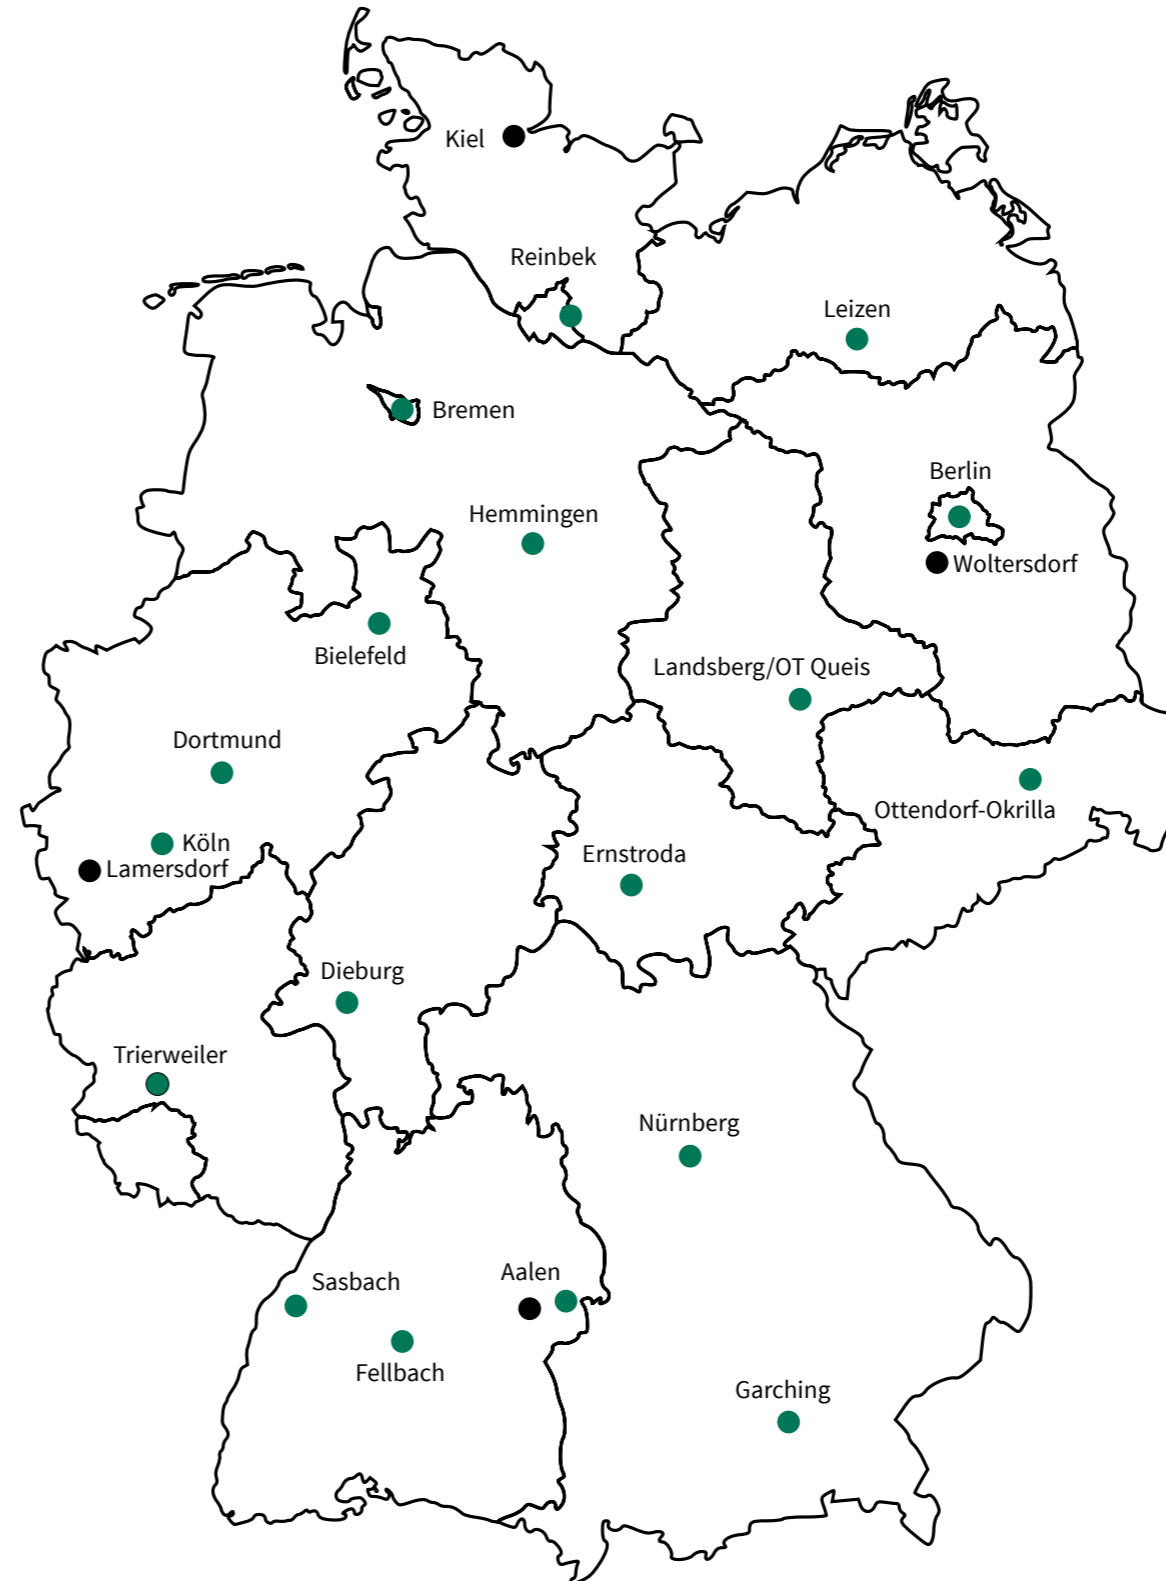 Kiel
Reinbek
Leizen
Bremen
Berlin
Hemmingen
Woltersdorf
Bielefeld
Landsberg/OT Queis
Dortmund
Ottendorf-Okrilla
Köln
Ernstroda
Lamersdorf
Dieburg
Trierweiler
Nürnberg
Aalen
Sasbach
Fellbach
Garching